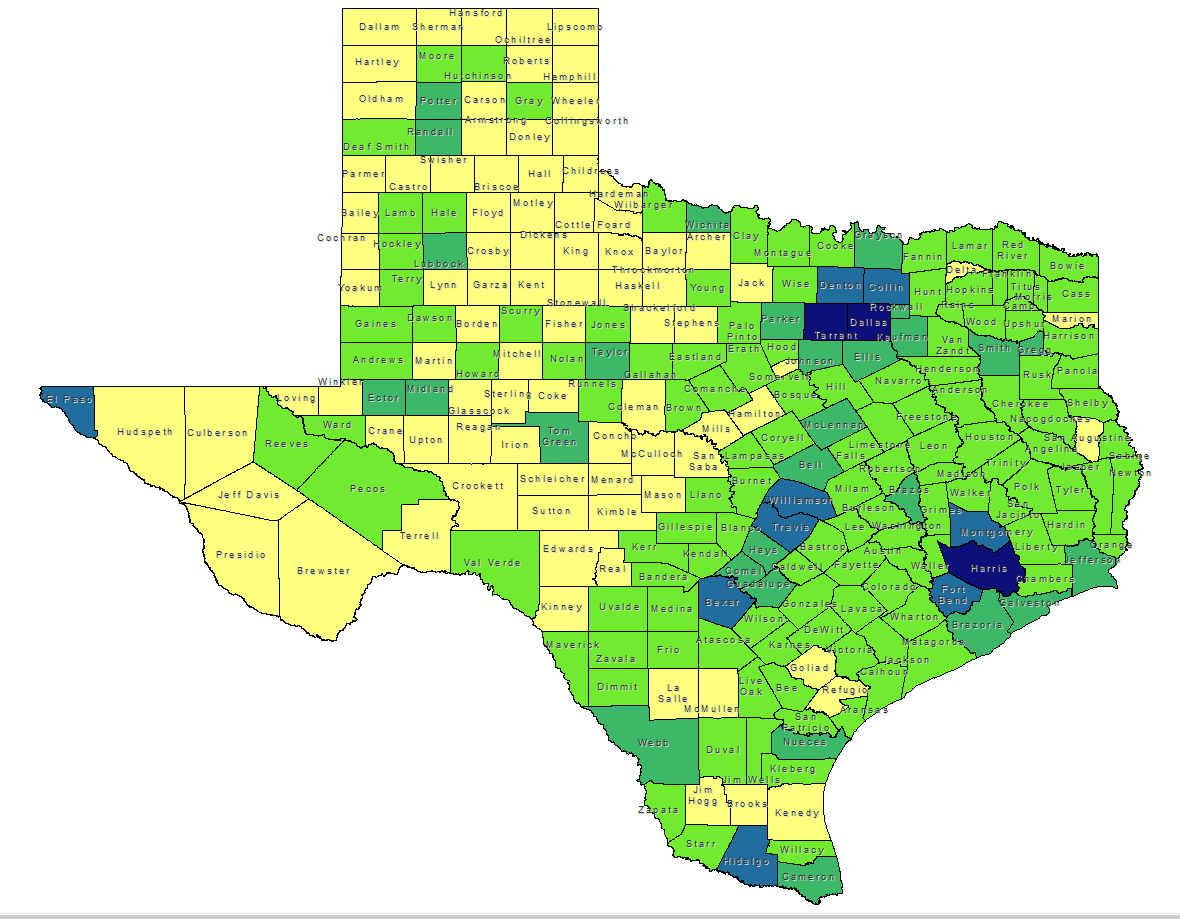 Hansford
Dallam Sherman Lipscomb
Ochiltree
Hartley Moore Roberts
Hutchinson Hemphill
Oldham Potter Carson Gray Wheeler
Armstrong Collingsworth
Deaf Smith Randall Donley
Parmer Swisher Hall Childress
Castro Briscoe
Hardeman
Bailey Lamb Hale Floyd Motley Wilbarger
Cottle Foard Wichita
Cochran Hockley Dickens Archer Clay Grayson
Lubbock Crosby King Knox Baylor Montague Cooke Fannin Lamar Red
River
Throckmorton Delta Franklin Bowie
Yoakum Terry Lynn Garza Kent Haskell Young Jack Wise Denton Collin Hunt Hopkins Titus
Morris Cass
Stonewall Shackelford Rockwall Rains Camp
Gaines Dawson Borden Scurry Fisher Jones Stephens Palo
Pinto Parker Tarrant Dallas Kaufman Wood Upshur Marion
Harrison
Van
Zandt
Andrews Martin Mitchell Nolan Taylor Eastland Erath Hood Johnson Ellis Smith Gregg
Howard Callahan Somervell Henderson Rusk Panola
Winkler Midland Runnels Comanche Bosque Hill Navarro Anderson
El Paso Loving Ector Sterling Coke Coleman Brown Hamilton Cherokee Shelby
Glasscock Freestone Nacogdoches
Hudspeth Culberson Ward Crane Reagan Tom
Green Concho Mills McLennan
Reeves Upton Irion Coryell Limestone Leon Houston San Augustine
McCulloch San
Saba Lampasas Falls Angelina Sabine
Bell Robertson Trinity Jasper Newton
Jeff Davis Pecos Crockett Schleicher Menard Burnet Milam Madison
Mason Llano Williamson Brazos Walker Polk Tyler
Sutton Kimble Burleson Grimes San
Jacinto
Terrell Gillespie Blanco Travis Lee Washington Montgomery Hardin
Presidio Brewster Val Verde Edwards Kerr Kendall Hays Bastrop Austin Liberty Orange
Real Bandera Comal Caldwell Fayette Waller Harris Jefferson
Guadalupe Colorado Chambers
Kinney Uvalde Medina Bexar Gonzales Lavaca Fort
Bend Galveston
Wilson Wharton Brazoria
Maverick Atascosa DeWitt Matagorda
Zavala Frio Karnes Victoria Jackson
Goliad Calhoun
Dimmit La
Salle Live
Oak Bee Refugio
McMullen Aransas
San
Patricio
Webb Duval Nueces
Jim Wells Kleberg
Zapata Jim
Hogg Brooks Kenedy
Starr Willacy
Hidalgo
Cameron